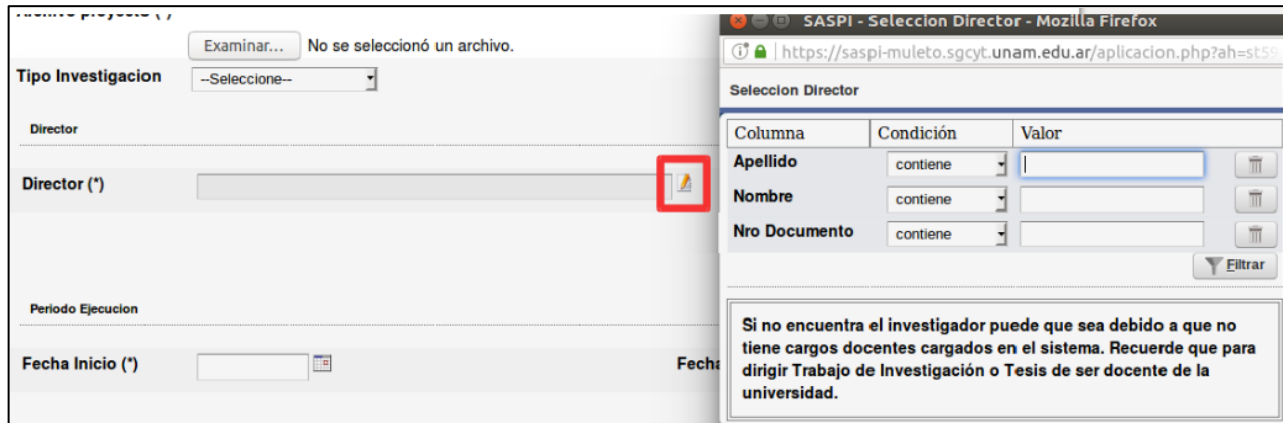 Archivo proyecto (*)
Examinar... No se seleccionó un archivo.
Tipo Investigacion --Seleccione--
Director
Director (*)
Periodo Ejecucion
Fecha Inicio (*) Fecha
SASPI - Seleccion Director - Mozilla Firefox
https://saspi-muleto.sgcyt.unam.edu.ar/aplicacion.php?ah=st59
Seleccion Director
Columna Condición Valor
Apellido contiene
Nombre contiene
Nro Documento contiene
Filtrar
Si no encuentra el investigador puede que sea debido a que no
tiene cargos docentes cargados en el sistema. Recuerde que para
dirigir Trabajo de Investigación o Tesis de ser docente de la
universidad.